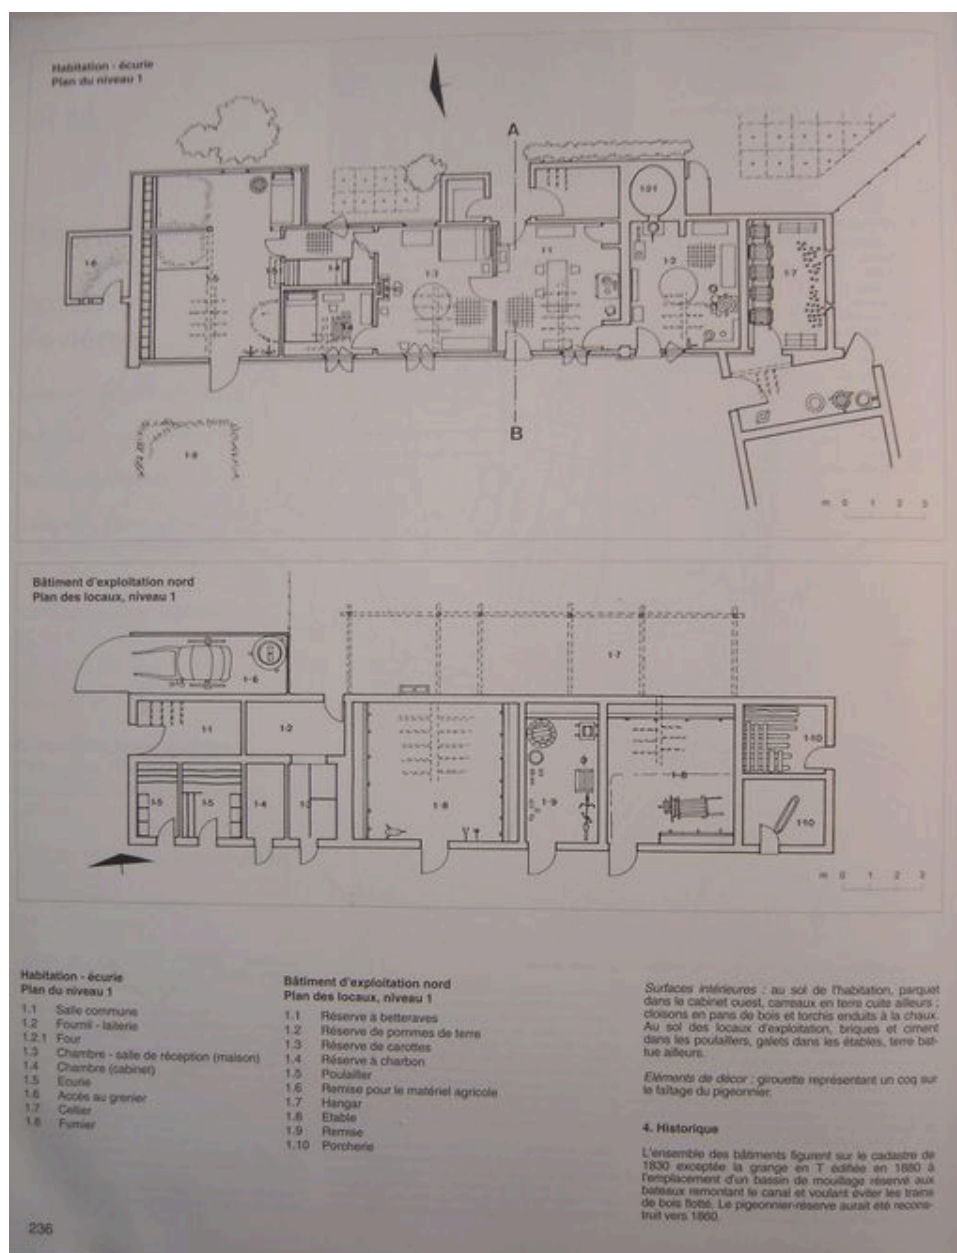 Habitation - écurie
Plan du niveau 1
A
1-2-1
1-6
1-3
1-1
1-2
1-7
B
1-8
m 0 1 2 3
Bâtiment d'exploitation nord
Plan des locaux, niveau 1
1-7
1-6
1-1
1-2
1-10
1-5
1-5
1-4
1-8
1-9
1-8
1-10
m 0 1 2 3
Habitation - écurie
Plan du niveau 1
1.1 Salle commune
1.2 Fournil - laiterie
1.2.1 Four
1.3 Chambre - salle de réception (maison)
1.4 Chambre (cabinet)
1.5 Ecurie
1.6 Accès au grenier
1.7 Cellier
1.8 Fumier
Bâtiment d'exploitation nord
Plan des locaux, niveau 1
1.1 Réserve à betteraves
1.2 Réserve de pommes de terre
1.3 Réserve de carottes
1.4 Réserve à charbon
1.5 Poulailler
1.6 Remise pour le matériel agricole
1.7 Hangar
1.8 Etable
1.9 Remise
1.10 Porcherie
Surfaces intérieures : au sol de l'habitation, parquet
dans le cabinet ouest, carreaux en terre cuite ailleurs ;
cloisons en pans de bois et torchis enduits à la chaux.
Au sol des locaux d'exploitation, briques et ciment
dans les poulaillers, galets dans les étables, terre bat-
tue ailleurs.
Eléments de décor : girouette représentant un coq sur
le faîtage du pigeonnier.
4. Historique
L'ensemble des bâtiments figurent sur le cadastre de
1830 exceptée la grange en T édifiée en 1880 à
l'emplacement d'un bassin de mouillage réservé aux
bateaux remontant le canal et voulant éviter les trains
de bois flotté. Le pigeonnier-réserve aurait été recons-
truit vers 1860.
236